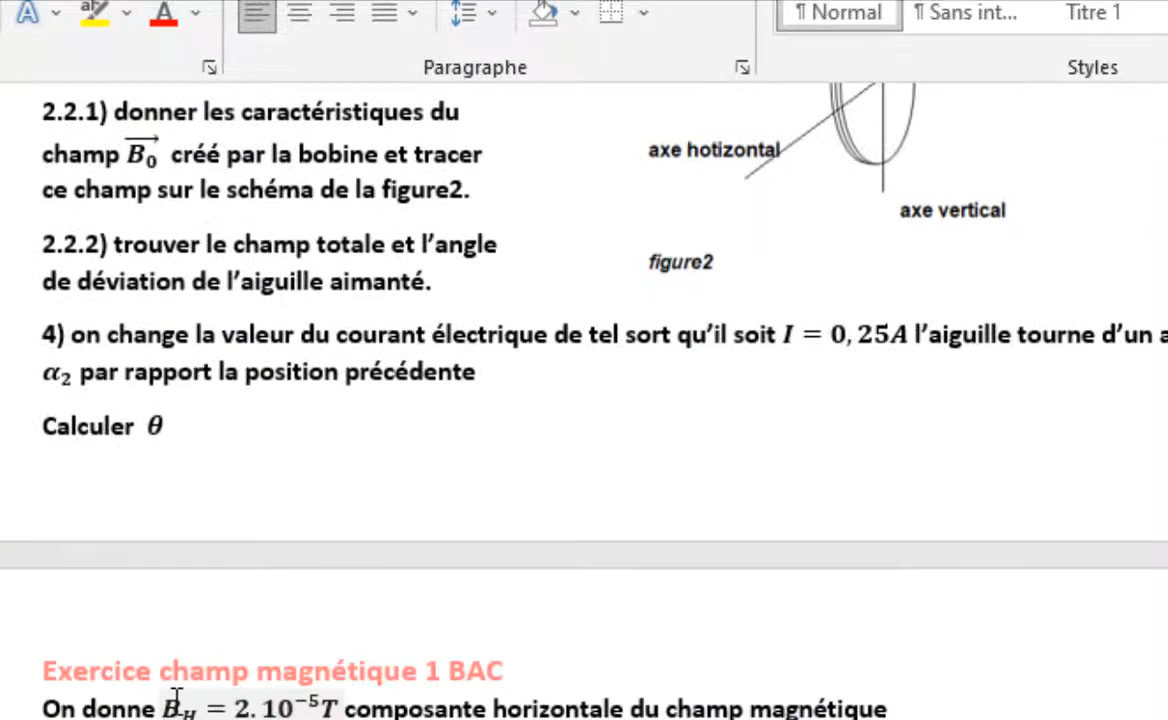 ¶ Normal ¶ Sans int... Titre 1
Paragraphe Styles
2.2.1) donner les caractéristiques du
champ $\overrightarrow{B_0}$ créé par la bobine et tracer
ce champ sur le schéma de la figure2.
axe hotizontal
axe vertical
2.2.2) trouver le champ totale et l'angle
de déviation de l'aiguille aimanté.
figure2
4) on change la valeur du courant électrique de tel sort qu'il soit I = 0,25A l'aiguille tourne d'un
α₂ par rapport la position précédente
Calculer θ
Exercice champ magnétique 1 BAC
On donne B_H = 2.10⁻⁵T composante horizontale du champ magnétique